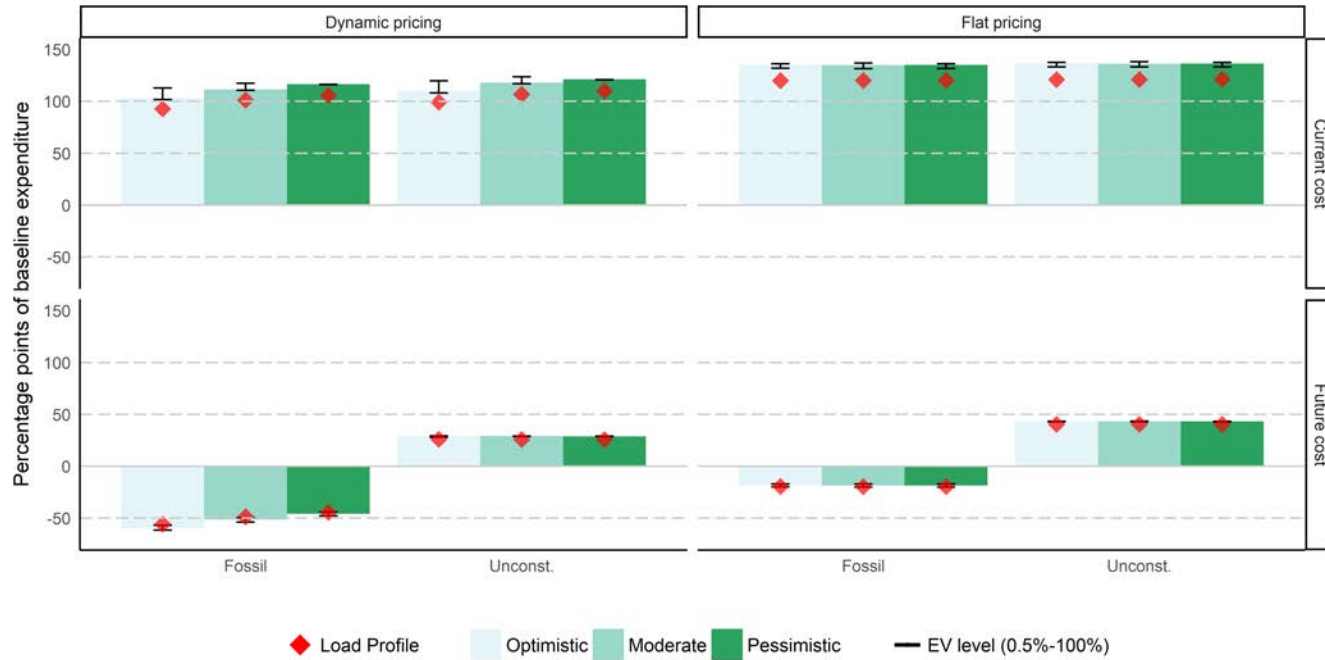 Dynamic pricing
Flat pricing
Percentage points of baseline expenditure
150
100
50
0
-50
Current cost
150
100
50
0
-50
Future cost
Fossil
Unconst.
Fossil
Unconst.
Load Profile
Optimistic
Moderate
Pessimistic
EV level (0.5%-100%)